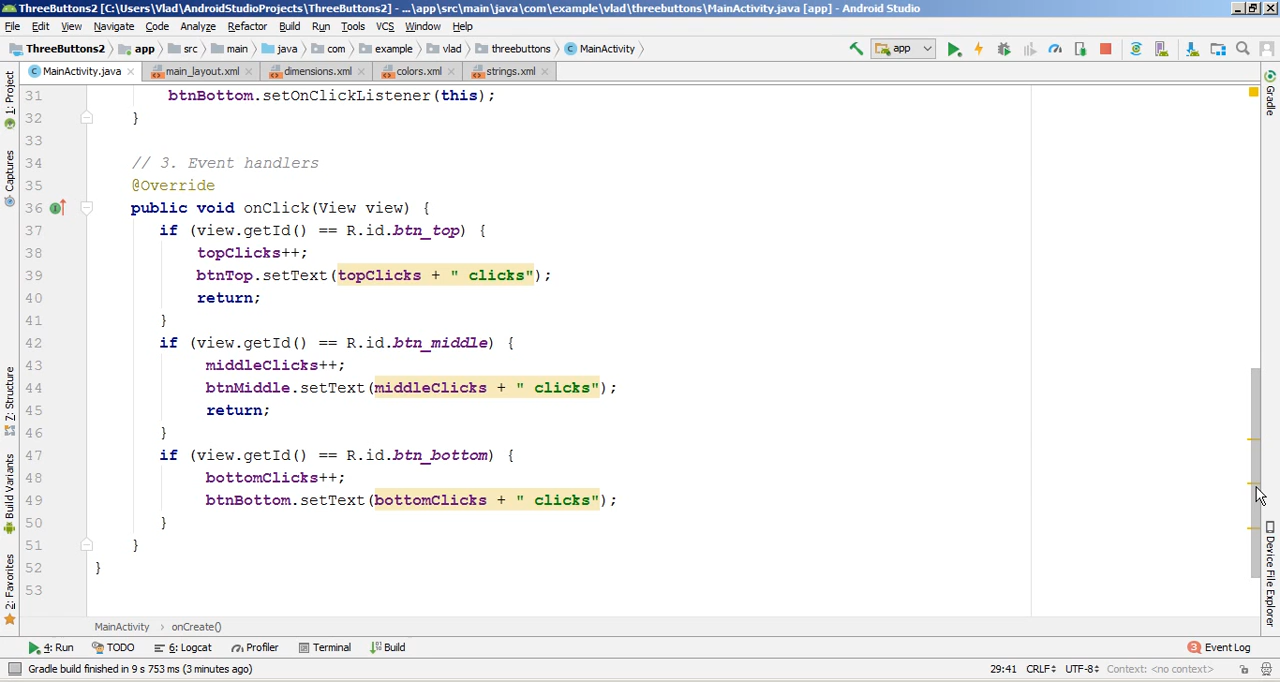 ThreeButtons2 [C:\Users\Vlad\AndroidStudioProjects\ThreeButtons2] - ...\app\src\main\java\com\example\vlad\threebuttons\MainActivity.java [app] - Android Studio
File Edit View Navigate Code Analyze Refactor Build Run Tools VCS Window Help
ThreeButtons2 app src main java com example vlad threebuttons MainActivity app
MainActivity.java main_layout.xml dimensions.xml colors.xml strings.xml
1: Project
Captures
7: Structure
Build Variants
2: Favorites
Gradle
Device File Explorer
31 btnBottom.setOnClickListener(this);
32 }
33
34 // 3. Event handlers
35 @Override
36 public void onClick(View view) {
37 if (view.getId() == R.id.btn_top) {
38 topClicks++;
39 btnTop.setText(topClicks + " clicks");
40 return;
41 }
42 if (view.getId() == R.id.btn_middle) {
43 middleClicks++;
44 btnMiddle.setText(middleClicks + " clicks");
45 return;
46 }
47 if (view.getId() == R.id.btn_bottom) {
48 bottomClicks++;
49 btnBottom.setText(bottomClicks + " clicks");
50 }
51 }
52 }
53
MainActivity › onCreate()
4: Run TODO 6: Logcat Profiler Terminal Build 3 Event Log
Gradle build finished in 9 s 753 ms (3 minutes ago) 29:41 CRLF UTF-8 Context: <no context>